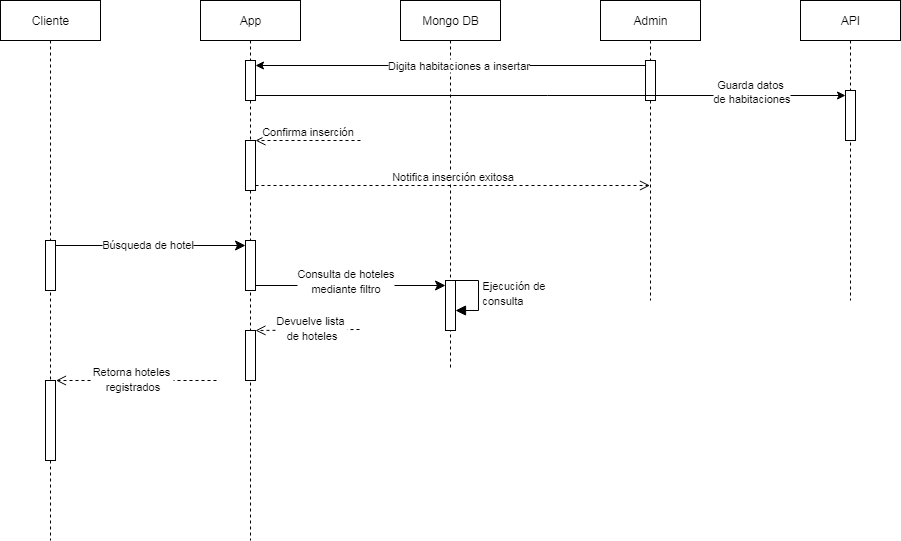 Cliente
App
Mongo DB
Admin
API
Digita habitaciones a insertar
Guarda datos
de habitaciones
Confirma inserción
Notifica inserción exitosa
Búsqueda de hotel
Consulta de hoteles
mediante filtro
Ejecución de
consulta
Devuelve lista
de hoteles
Retorna hoteles
registrados